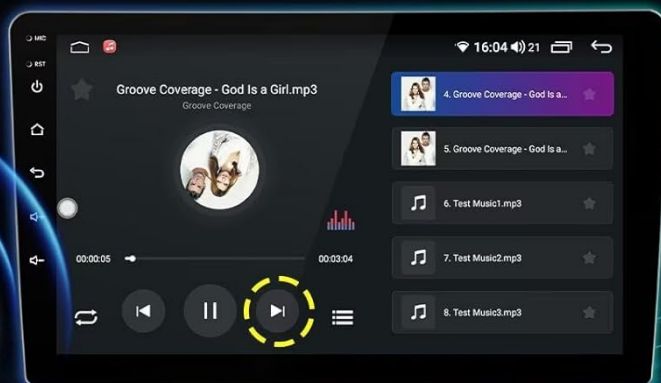 MIC
RST
16:04
21
Groove Coverage - God Is a Girl.mp3
Groove Coverage
00:00:05
00:03:04
4. Groove Coverage - God Is a...
5. Groove Coverage - God Is a...
6. Test Music1.mp3
7. Test Music2.mp3
8. Test Music3.mp3